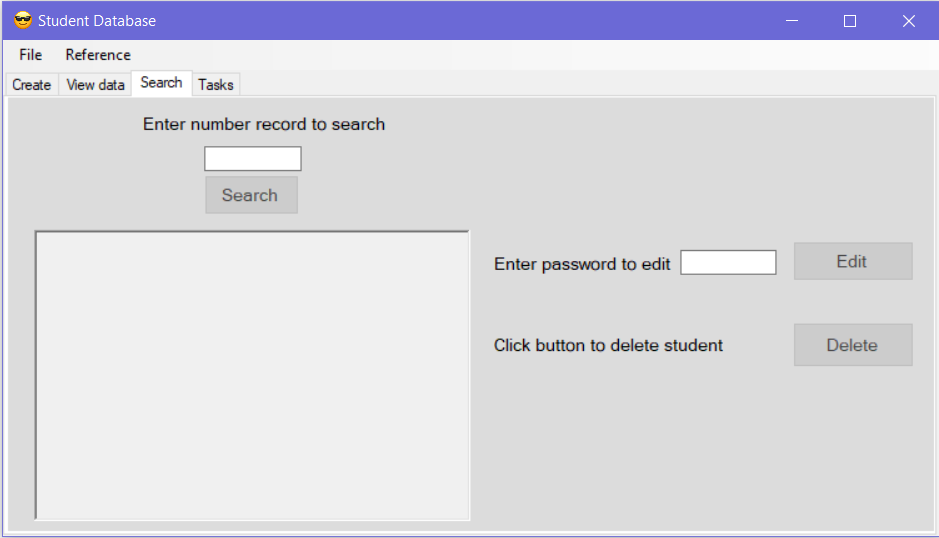 Student Database
File Reference
Create View data Search Tasks
Enter number record to search
Search
Enter password to edit Edit
Click button to delete student Delete